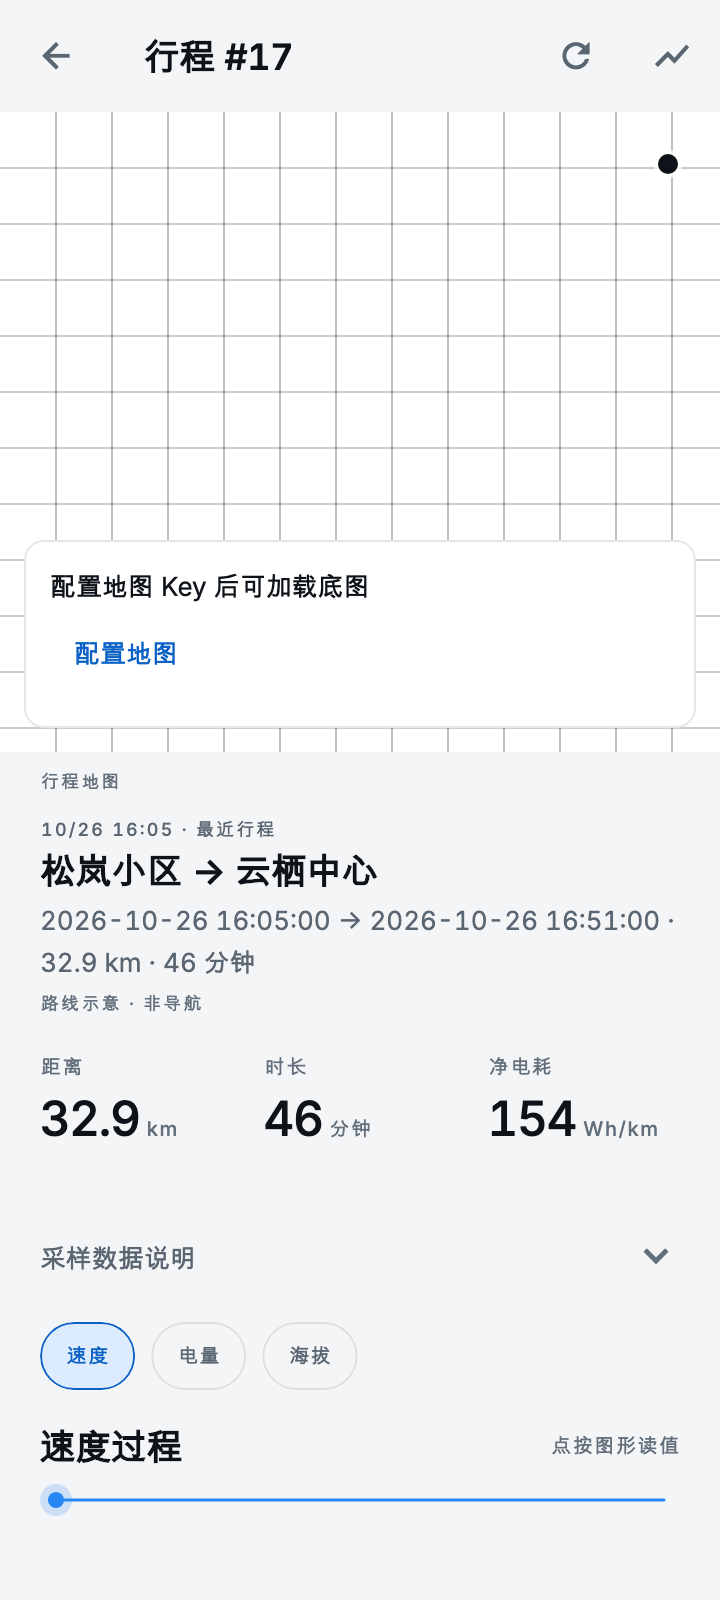 行程 #17
配置地图 Key 后可加载底图
配置地图
行程地图
10/26 16:05 · 最近行程
松岚小区 → 云栖中心
2026-10-26 16:05:00 → 2026-10-26 16:51:00 ·
32.9 km · 46 分钟
路线示意 · 非导航
距离 时长 净电耗
32.9 km 46 分钟 154 Wh/km
采样数据说明
速度 电量 海拔
速度过程 点按图形读值